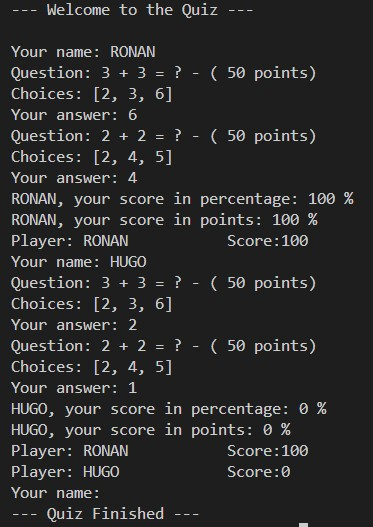 --- Welcome to the Quiz ---
Your name: RONAN
Question: 3 + 3 = ? - ( 50 points)
Choices: [2, 3, 6]
Your answer: 6
Question: 2 + 2 = ? - ( 50 points)
Choices: [2, 4, 5]
Your answer: 4
RONAN, your score in percentage: 100 %
RONAN, your score in points: 100 %
Player: RONAN            Score:100
Your name: HUGO
Question: 3 + 3 = ? - ( 50 points)
Choices: [2, 3, 6]
Your answer: 2
Question: 2 + 2 = ? - ( 50 points)
Choices: [2, 4, 5]
Your answer: 1
HUGO, your score in percentage: 0 %
HUGO, your score in points: 0 %
Player: RONAN            Score:100
Player: HUGO             Score:0
Your name:
--- Quiz Finished ---